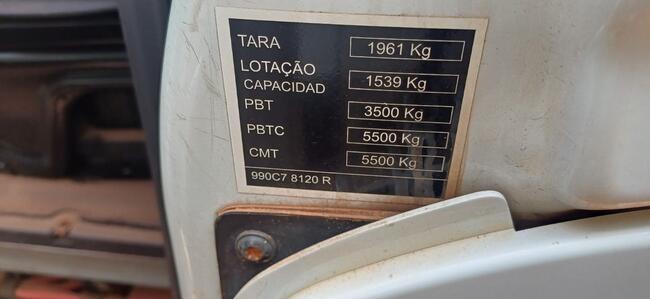 TARA 1961 Kg
LOTAÇÃO
CAPACIDAD 1539 Kg
PBT 3500 Kg
PBTC 5500 Kg
CMT 5500 Kg
990C7 8120 R